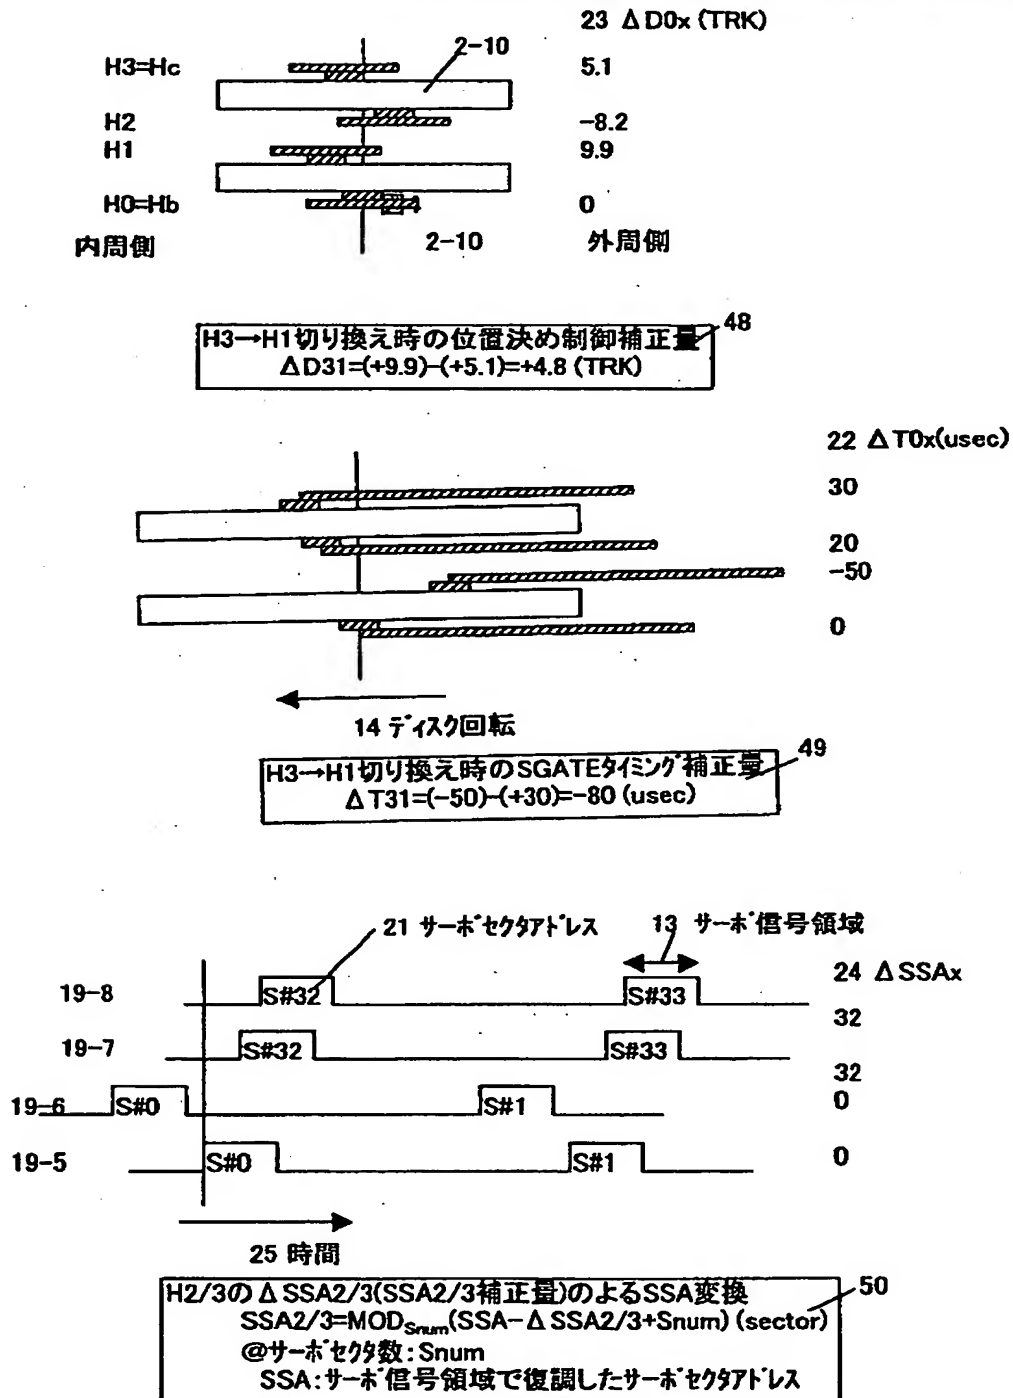 23 ΔD0x (TRK)
2-10
H3=Hc 5.1
H2 -8.2
H1 9.9
H0=Hb 0
内周側 2-10 外周側
48
H3→H1切り換え時の位置決め制御補正量
ΔD31=(+9.9)-(+5.1)=+4.8 (TRK)
22 ΔT0x(usec)
30
20
-50
0
14 ディスク回転
49
H3→H1切り換え時のSGATEタイミング補正量
ΔT31=(-50)-(+30)=-80 (usec)
21 サーボセクタアドレス 13 サーボ信号領域
24 ΔSSAx
19-8 S#32 S#33 32
19-7 S#32 S#33 32
19-6 S#0 S#1 0
19-5 S#0 S#1 0
25 時間
50
H2/3のΔSSA2/3(SSA2/3補正量)のよるSSA変換
SSA2/3=MODSnum(SSA-ΔSSA2/3+Snum) (sector)
@サーボセクタ数:Snum
SSA:サーボ信号領域で復調したサーボセクタアドレス